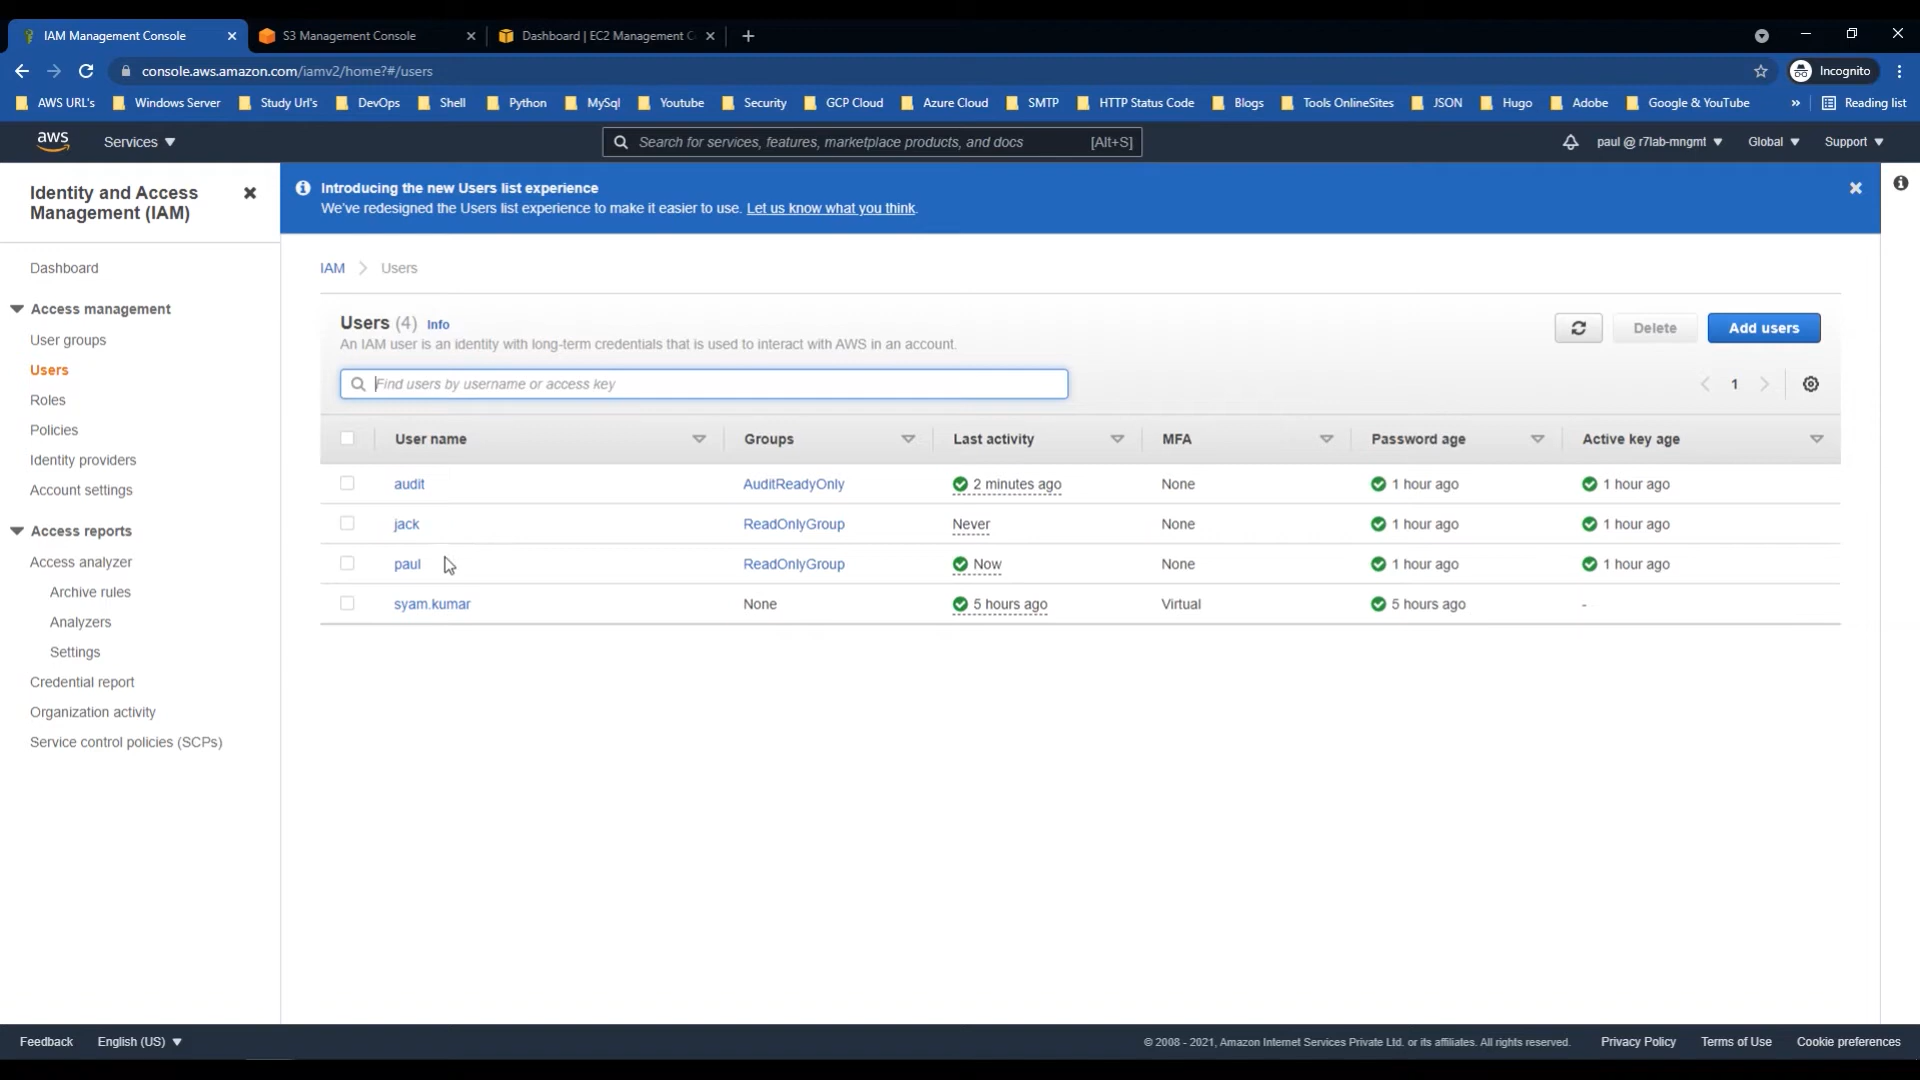 IAM Management Console
S3 Management Console
Dashboard | EC2 Management C
console.aws.amazon.com/iamv2/home?#/users
Incognito
AWS URL's
Windows Server
Study Url's
DevOps
Shell
Python
MySql
Youtube
Security
GCP Cloud
Azure Cloud
SMTP
HTTP Status Code
Blogs
Tools OnlineSites
JSON
Hugo
Adobe
Google & YouTube
»
Reading list
aws
Services
Search for services, features, marketplace products, and docs
[Alt+S]
paul @ r7lab-mngmt
Global
Support
Identity and Access
Management (IAM)
Dashboard
Access management
User groups
Users
Roles
Policies
Identity providers
Account settings
Access reports
Access analyzer
Archive rules
Analyzers
Settings
Credential report
Organization activity
Service control policies (SCPs)
Introducing the new Users list experience
We've redesigned the Users list experience to make it easier to use. Let us know what you think.
IAM
Users
Users (4) Info
An IAM user is an identity with long-term credentials that is used to interact with AWS in an account.
Delete
Add users
Find users by username or access key
1
User name Groups Last activity MFA Password age Active key age
audit AuditReadyOnly 2 minutes ago None 1 hour ago 1 hour ago
jack ReadOnlyGroup Never None 1 hour ago 1 hour ago
paul ReadOnlyGroup Now None 1 hour ago 1 hour ago
syam.kumar None 5 hours ago Virtual 5 hours ago -
Feedback
English (US)
© 2008 - 2021, Amazon Internet Services Private Ltd. or its affiliates. All rights reserved.
Privacy Policy
Terms of Use
Cookie preferences